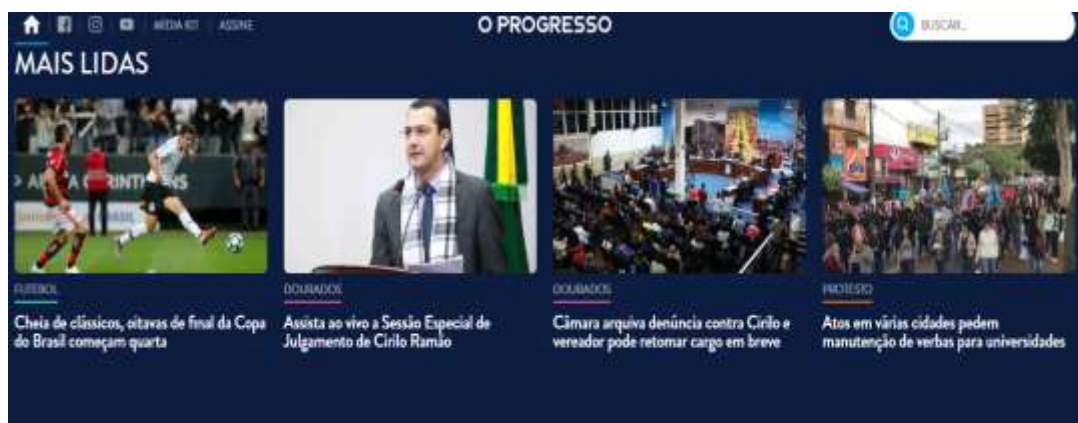 MÍDIA KIT ASSINE O PROGRESSO BUSCAR...
MAIS LIDAS
FUTEBOL
Cheia de clássicos, oitavas de final da Copa
do Brasil começam quarta
DOURADOS
Assista ao vivo a Sessão Especial de
Julgamento de Cirilo Ramão
DOURADOS
Câmara arquiva denúncia contra Cirilo e
vereador pode retomar cargo em breve
PROTESTO
Atos em várias cidades pedem
manutenção de verbas para universidades